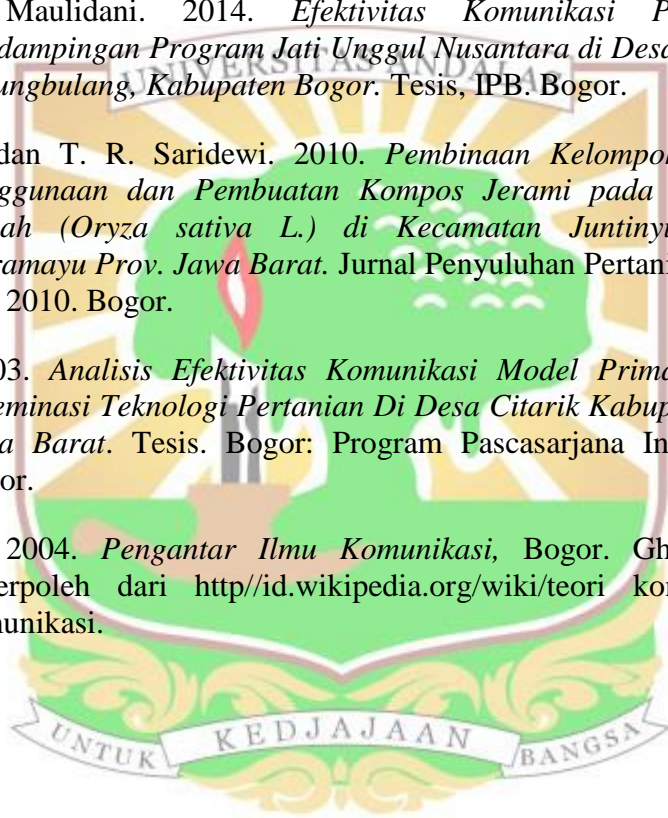 Maulidani. 2014. Efektivitas Komunikasi P
dampingan Program Jati Unggul Nusantara di Desa
UNIVERSITAS ANDALAS
ungbulang, Kabupaten Bogor. Tesis, IPB. Bogor.
dan T. R. Saridewi. 2010. Pembinaan Kelompok
ggunaan dan Pembuatan Kompos Jerami pada
ah (Oryza sativa L.) di Kecamatan Juntinyu
ramayu Prov. Jawa Barat. Jurnal Penyuluhan Pertani
2010. Bogor.
03. Analisis Efektivitas Komunikasi Model Prima
eminasi Teknologi Pertanian Di Desa Citarik Kabup
a Barat. Tesis. Bogor: Program Pascasarjana In
or.
2004. Pengantar Ilmu Komunikasi, Bogor. Gh
erpoleh dari http//id.wikipedia.org/wiki/teori kor
unikasi.
UNTUK KEDJAJAAN BANGSA